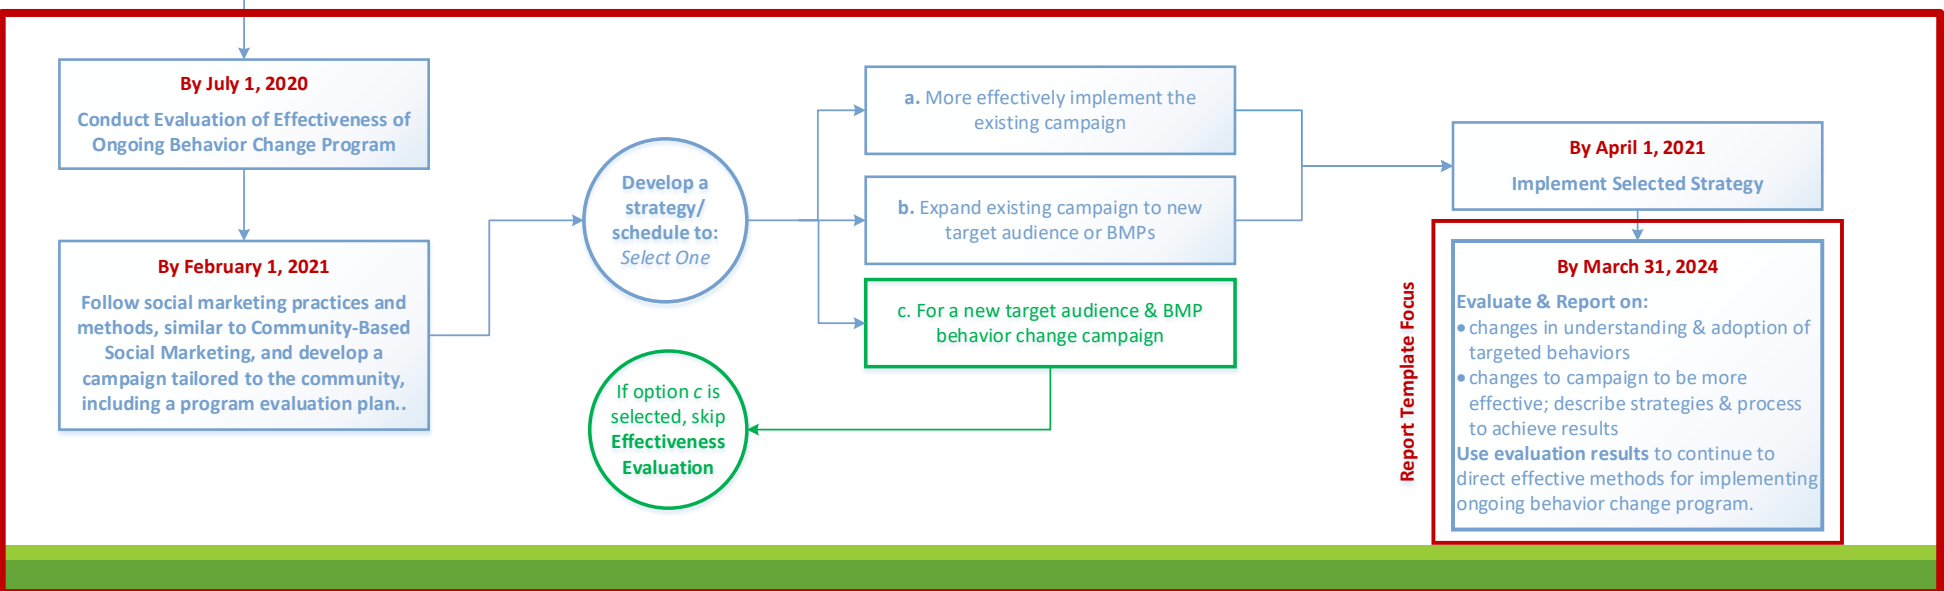 By July 1, 2020
Conduct Evaluation of Effectiveness of
Ongoing Behavior Change Program
By February 1, 2021
Follow social marketing practices and
methods, similar to Community-Based
Social Marketing, and develop a
campaign tailored to the community,
including a program evaluation plan..
Develop a
strategy/
schedule to:
Select One
a. More effectively implement the
existing campaign
b. Expand existing campaign to new
target audience or BMPs
c. For a new target audience & BMP
behavior change campaign
If option c is
selected, skip
Effectiveness
Evaluation
By April 1, 2021
Implement Selected Strategy
Report Template Focus
By March 31, 2024
Evaluate & Report on:
• changes in understanding & adoption of
targeted behaviors
• changes to campaign to be more
effective; describe strategies & process
to achieve results
Use evaluation results to continue to
direct effective methods for implementing
ongoing behavior change program.